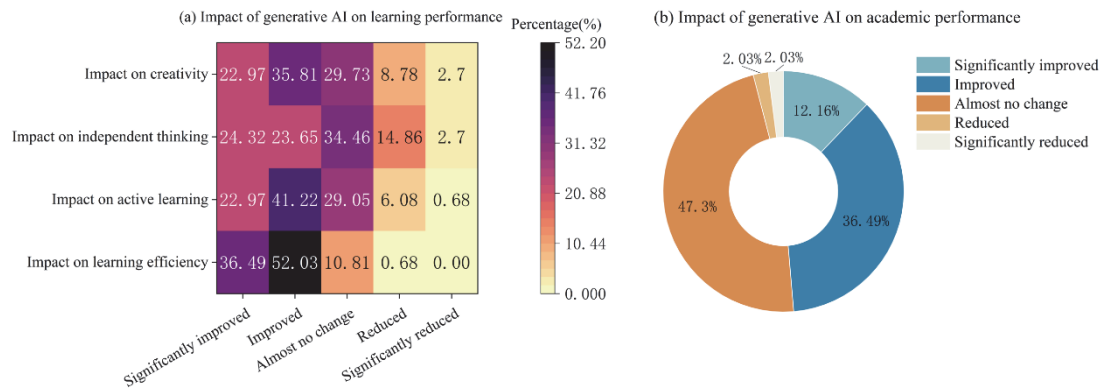 (a) Impact of generative AI on learning performance
Percentage(%)
Impact on creativity 22.97 35.81 29.73 8.78 2.7
Impact on independent thinking 24.32 23.65 34.46 14.86 2.7
Impact on active learning 22.97 41.22 29.05 6.08 0.68
Impact on learning efficiency 36.49 52.03 10.81 0.68 0.00
Significantly improved
Improved
Almost no change
Reduced
Significantly reduced
52.20
41.76
31.32
20.88
10.44
0.000
(b) Impact of generative AI on academic performance
2.03%
2.03%
12.16%
36.49%
47.3%
Significantly improved
Improved
Almost no change
Reduced
Significantly reduced